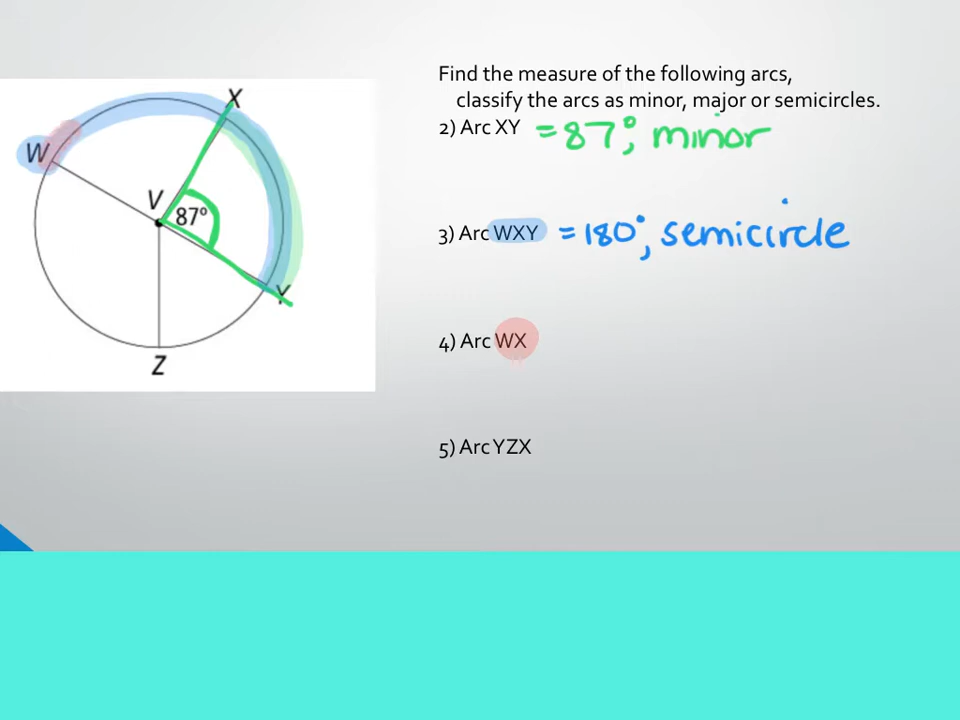 Find the measure of the following arcs,
classify the arcs as minor, major or semicircles.
2) Arc XY = 87°; minor
3) Arc WXY = 180°; semicircle
4) Arc WX
5) Arc YZX
X
W
V
87°
Y
Z